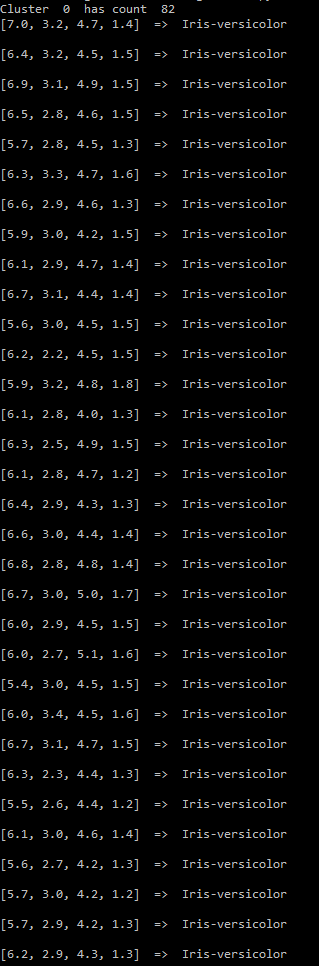 Cluster  0  has count  82
[7.0, 3.2, 4.7, 1.4]  =>  Iris-versicolor
[6.4, 3.2, 4.5, 1.5]  =>  Iris-versicolor
[6.9, 3.1, 4.9, 1.5]  =>  Iris-versicolor
[6.5, 2.8, 4.6, 1.5]  =>  Iris-versicolor
[5.7, 2.8, 4.5, 1.3]  =>  Iris-versicolor
[6.3, 3.3, 4.7, 1.6]  =>  Iris-versicolor
[6.6, 2.9, 4.6, 1.3]  =>  Iris-versicolor
[5.9, 3.0, 4.2, 1.5]  =>  Iris-versicolor
[6.1, 2.9, 4.7, 1.4]  =>  Iris-versicolor
[6.7, 3.1, 4.4, 1.4]  =>  Iris-versicolor
[5.6, 3.0, 4.5, 1.5]  =>  Iris-versicolor
[6.2, 2.2, 4.5, 1.5]  =>  Iris-versicolor
[5.9, 3.2, 4.8, 1.8]  =>  Iris-versicolor
[6.1, 2.8, 4.0, 1.3]  =>  Iris-versicolor
[6.3, 2.5, 4.9, 1.5]  =>  Iris-versicolor
[6.1, 2.8, 4.7, 1.2]  =>  Iris-versicolor
[6.4, 2.9, 4.3, 1.3]  =>  Iris-versicolor
[6.6, 3.0, 4.4, 1.4]  =>  Iris-versicolor
[6.8, 2.8, 4.8, 1.4]  =>  Iris-versicolor
[6.7, 3.0, 5.0, 1.7]  =>  Iris-versicolor
[6.0, 2.9, 4.5, 1.5]  =>  Iris-versicolor
[6.0, 2.7, 5.1, 1.6]  =>  Iris-versicolor
[5.4, 3.0, 4.5, 1.5]  =>  Iris-versicolor
[6.0, 3.4, 4.5, 1.6]  =>  Iris-versicolor
[6.7, 3.1, 4.7, 1.5]  =>  Iris-versicolor
[6.3, 2.3, 4.4, 1.3]  =>  Iris-versicolor
[5.5, 2.6, 4.4, 1.2]  =>  Iris-versicolor
[6.1, 3.0, 4.6, 1.4]  =>  Iris-versicolor
[5.6, 2.7, 4.2, 1.3]  =>  Iris-versicolor
[5.7, 3.0, 4.2, 1.2]  =>  Iris-versicolor
[5.7, 2.9, 4.2, 1.3]  =>  Iris-versicolor
[6.2, 2.9, 4.3, 1.3]  =>  Iris-versicolor